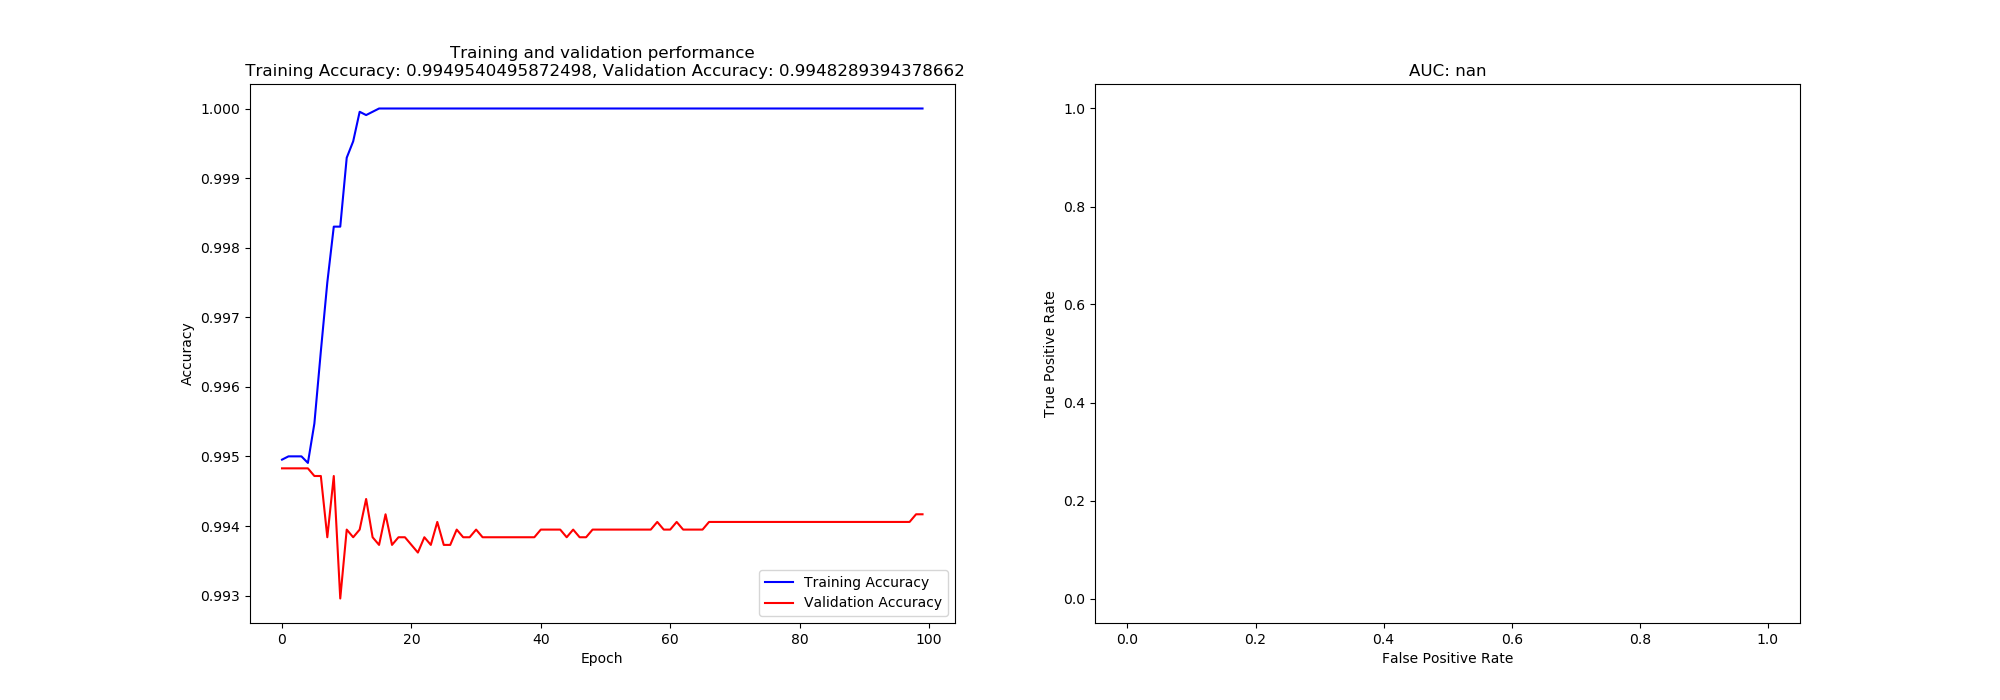 Training and validation performance
Training Accuracy: 0.9949540495872498, Validation Accuracy: 0.9948289394378662
1.000
0.999
0.998
0.997
0.996
0.995
0.994
0.993
Accuracy
0
20
40
60
80
100
Epoch
Training Accuracy
Validation Accuracy
AUC: nan
1.0
0.8
0.6
0.4
0.2
0.0
True Positive Rate
0.0
0.2
0.4
0.6
0.8
1.0
False Positive Rate